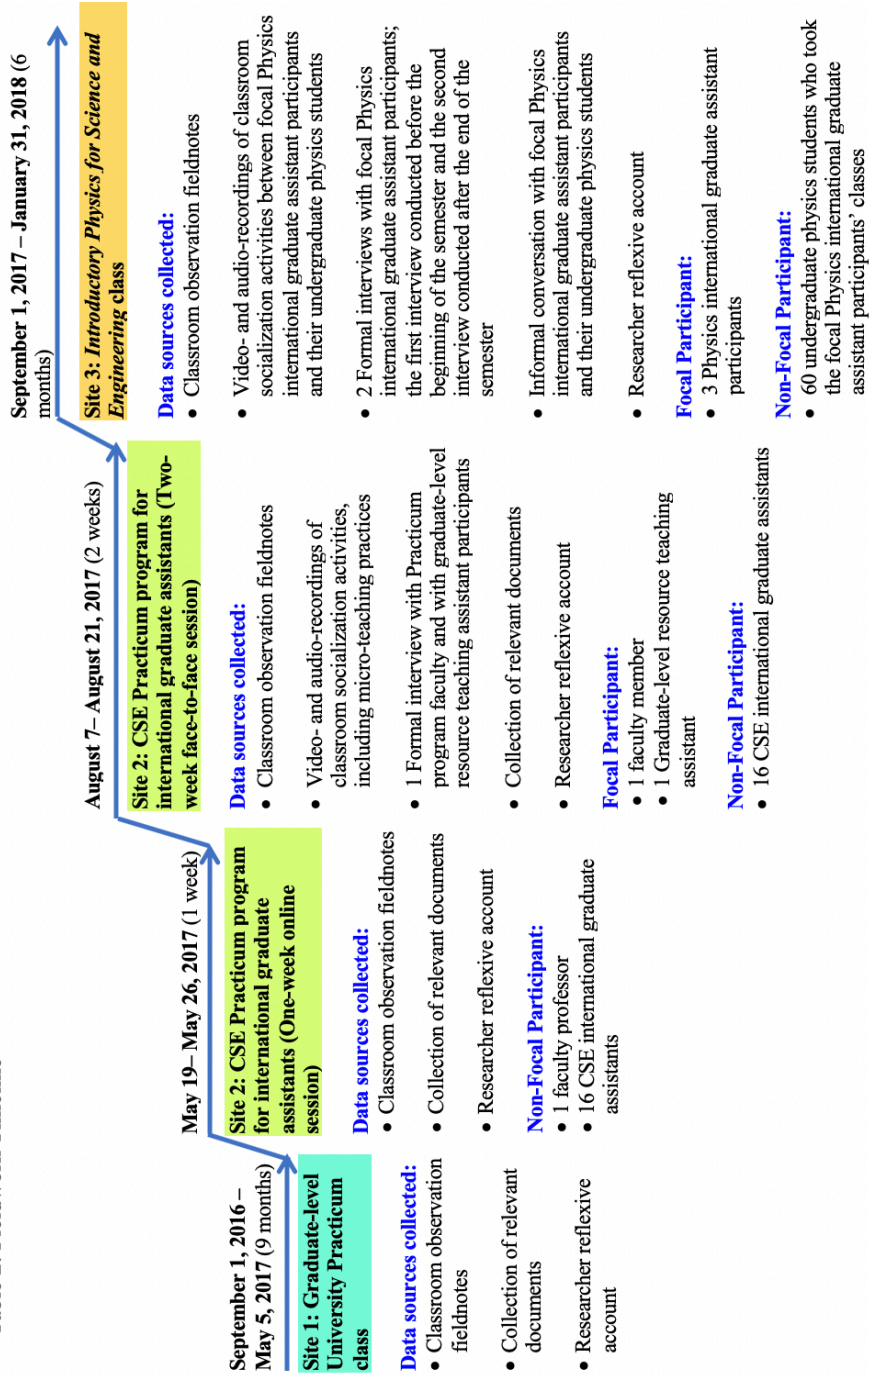 September 1, 2016 –
May 5, 2017 (9 months)
Site 1: Graduate-level
University Practicum
class
Data sources collected:
• Classroom observation
fieldnotes
• Collection of relevant
documents
• Researcher reflexive
account
May 19– May 26, 2017 (1 week)
Site 2: CSE Practicum program
for international graduate
assistants (One-week online
session)
Data sources collected:
• Classroom observation fieldnotes
• Collection of relevant documents
• Researcher reflexive account
Non-Focal Participant:
• 1 faculty professor
• 16 CSE international graduate
assistants
August 7– August 21, 2017 (2 weeks)
Site 2: CSE Practicum program for
international graduate assistants (Two-
week face-to-face session)
Data sources collected:
• Classroom observation fieldnotes
• Video- and audio-recordings of
classroom socialization activities,
including micro-teaching practices
• 1 Formal interview with Practicum
program faculty and with graduate-level
resource teaching assistant participants
• Collection of relevant documents
• Researcher reflexive account
Focal Participant:
• 1 faculty member
• 1 Graduate-level resource teaching
assistant
Non-Focal Participant:
• 16 CSE international graduate assistants
September 1, 2017 – January 31, 2018 (6
months)
Site 3: Introductory Physics for Science and
Engineering class
Data sources collected:
• Classroom observation fieldnotes
• Video- and audio-recordings of classroom
socialization activities between focal Physics
international graduate assistant participants
and their undergraduate physics students
• 2 Formal interviews with focal Physics
international graduate assistant participants;
the first interview conducted before the
beginning of the semester and the second
interview conducted after the end of the
semester
• Informal conversation with focal Physics
international graduate assistant participants
and their undergraduate physics students
• Researcher reflexive account
Focal Participant:
• 3 Physics international graduate assistant
participants
Non-Focal Participant:
• 60 undergraduate physics students who took
the focal Physics international graduate
assistant participants' classes